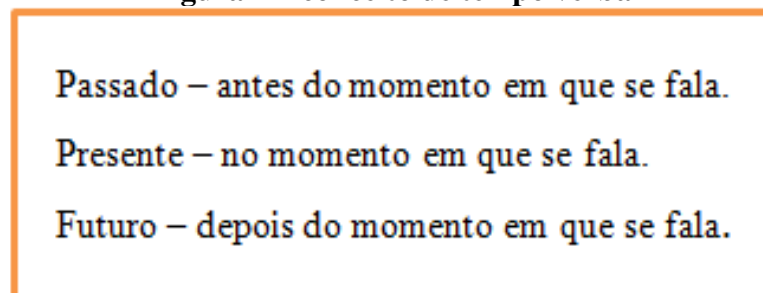 Passado – antes do momento em que se fala.
Presente – no momento em que se fala.
Futuro – depois do momento em que se fala.